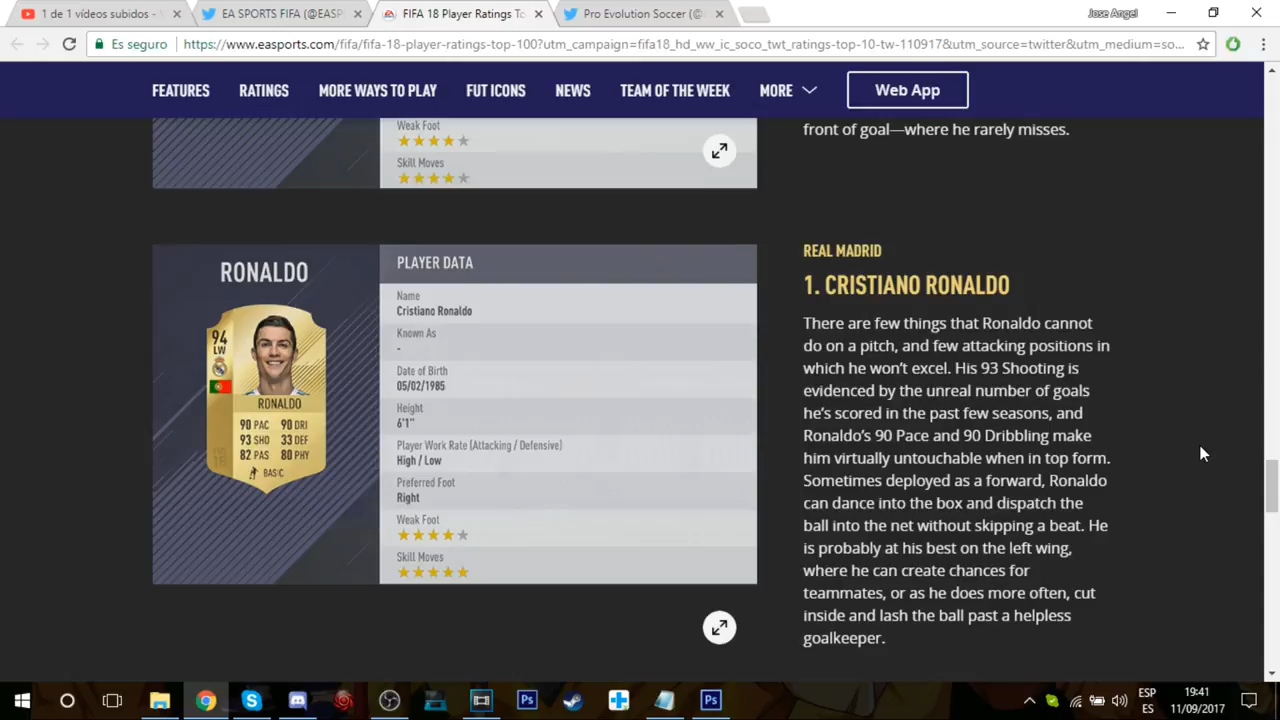 1 de 1 vídeos subidos -
EA SPORTS FIFA (@EASP
FIFA 18 Player Ratings To
Pro Evolution Soccer (@
Jose Angel
Es seguro
https://www.easports.com/fifa/fifa-18-player-ratings-top-100?utm_campaign=fifa18_hd_ww_ic_soco_twt_ratings-top-10-tw-110917&utm_source=twitter&utm_medium=so...
FEATURES RATINGS MORE WAYS TO PLAY FUT ICONS NEWS TEAM OF THE WEEK MORE Web App
Weak Foot
Skill Moves
front of goal—where he rarely misses.
RONALDO
94
LW
RONALDO
90 PAC 90 DRI
93 SHO 33 DEF
82 PAS 80 PHY
BASIC
PLAYER DATA
Name
Cristiano Ronaldo
Known As
-
Date of Birth
05/02/1985
Height
6'1"
Player Work Rate (Attacking / Defensive)
High / Low
Preferred Foot
Right
Weak Foot
Skill Moves
REAL MADRID
1. CRISTIANO RONALDO
There are few things that Ronaldo cannot
do on a pitch, and few attacking positions in
which he won't excel. His 93 Shooting is
evidenced by the unreal number of goals
he's scored in the past few seasons, and
Ronaldo's 90 Pace and 90 Dribbling make
him virtually untouchable when in top form.
Sometimes deployed as a forward, Ronaldo
can dance into the box and dispatch the
ball into the net without skipping a beat. He
is probably at his best on the left wing,
where he can create chances for
teammates, or as he does more often, cut
inside and lash the ball past a helpless
goalkeeper.
Ps
Ps
ESP
ES
19:41
11/09/2017